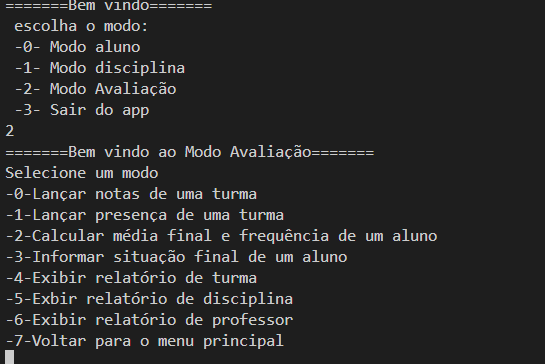 =======Bem vindo=======
escolha o modo:
-0- Modo aluno
-1- Modo disciplina
-2- Modo Avaliação
-3- Sair do app
2
=======Bem vindo ao Modo Avaliação=======
Selecione um modo
-0-Lançar notas de uma turma
-1-Lançar presença de uma turma
-2-Calcular média final e frequência de um aluno
-3-Informar situação final de um aluno
-4-Exibir relatório de turma
-5-Exbir relatório de disciplina
-6-Exibir relatório de professor
-7-Voltar para o menu principal